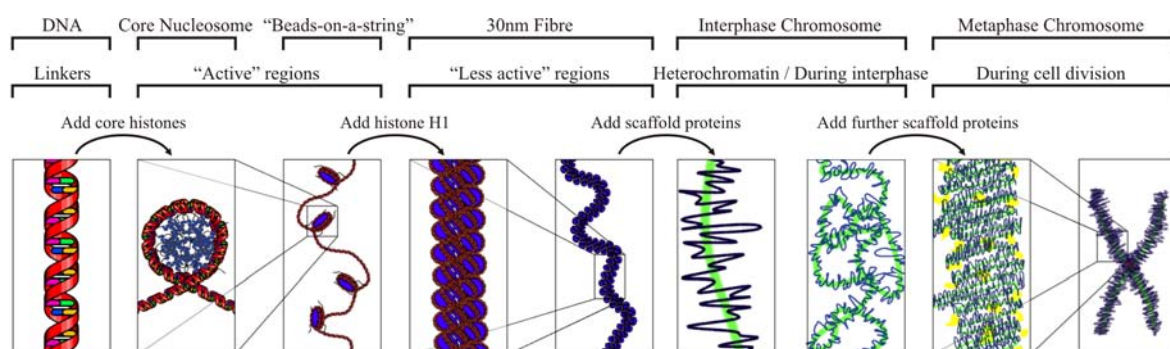 DNA
Core Nucleosome
“Beads-on-a-string”
30nm Fibre
Interphase Chromosome
Metaphase Chromosome
Linkers
“Active” regions
“Less active” regions
Heterochromatin / During interphase
During cell division
Add core histones
Add histone H1
Add scaffold proteins
Add further scaffold proteins